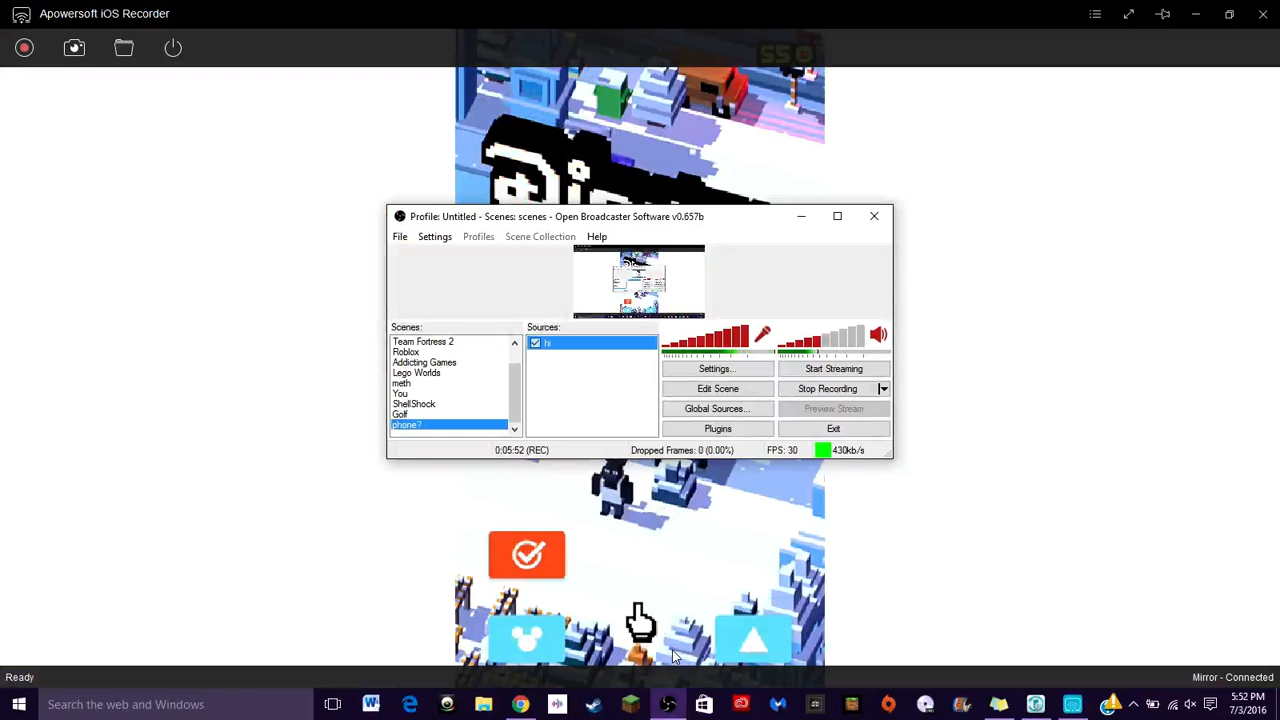 Apowersoft iOS Recorder
550
Di
Profile: Untitled - Scenes: scenes - Open Broadcaster Software v0.657b
File Settings Profiles Scene Collection Help
Scenes: Sources:
Team Fortress 2
Roblox
Addicting Games
Lego Worlds
meth
You
ShellShock
Golf
phone?
hi
Settings... Start Streaming
Edit Scene Stop Recording
Global Sources... Preview Stream
Plugins Exit
0:05:52 (REC) Dropped Frames: 0 (0.00%) FPS: 30 430kb/s
Ready Mirror - Connected
Search the web and Windows
5:52 PM
7/3/2016